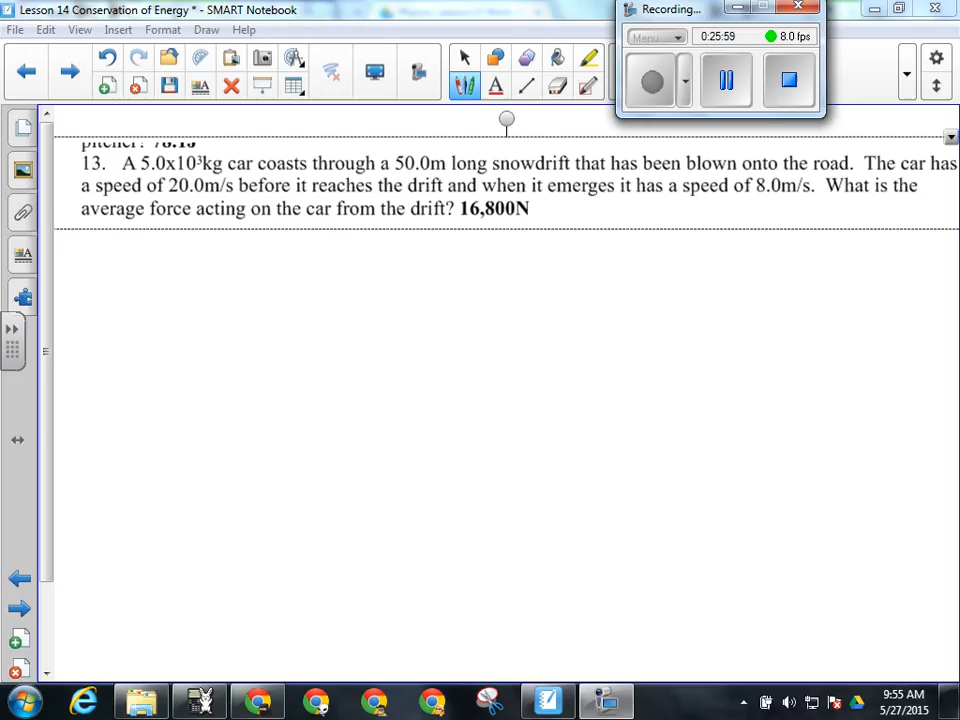 Lesson 14 Conservation of Energy * - SMART Notebook
Recording...
File Edit View Insert Format Draw Help
Menu 0:25:59 8.0 fps
pitcher? 78.1J
13. A 5.0x10³kg car coasts through a 50.0m long snowdrift that has been blown onto the road. The car has
a speed of 20.0m/s before it reaches the drift and when it emerges it has a speed of 8.0m/s. What is the
average force acting on the car from the drift? 16,800N
9:55 AM
5/27/2015